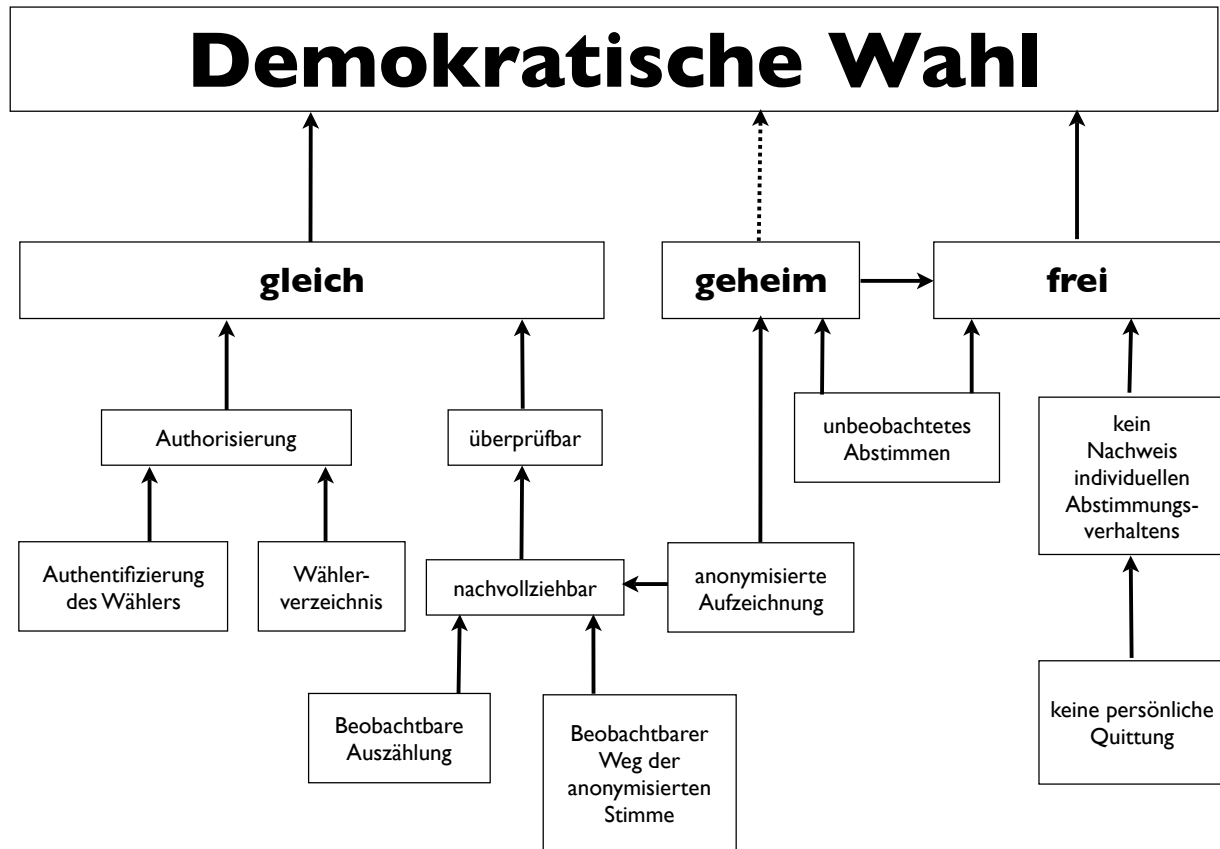 Demokratische Wahl
gleich
geheim
frei
Authorisierung
überprüfbar
unbeobachtetes
Abstimmen
kein
Nachweis
individuellen
Abstimmungs-
verhaltens
Authentifizierung
des Wählers
Wähler-
verzeichnis
nachvollziehbar
anonymisierte
Aufzeichnung
Beobachtbare
Auszählung
Beobachtbarer
Weg der
anonymisierten
Stimme
keine persönliche
Quittung